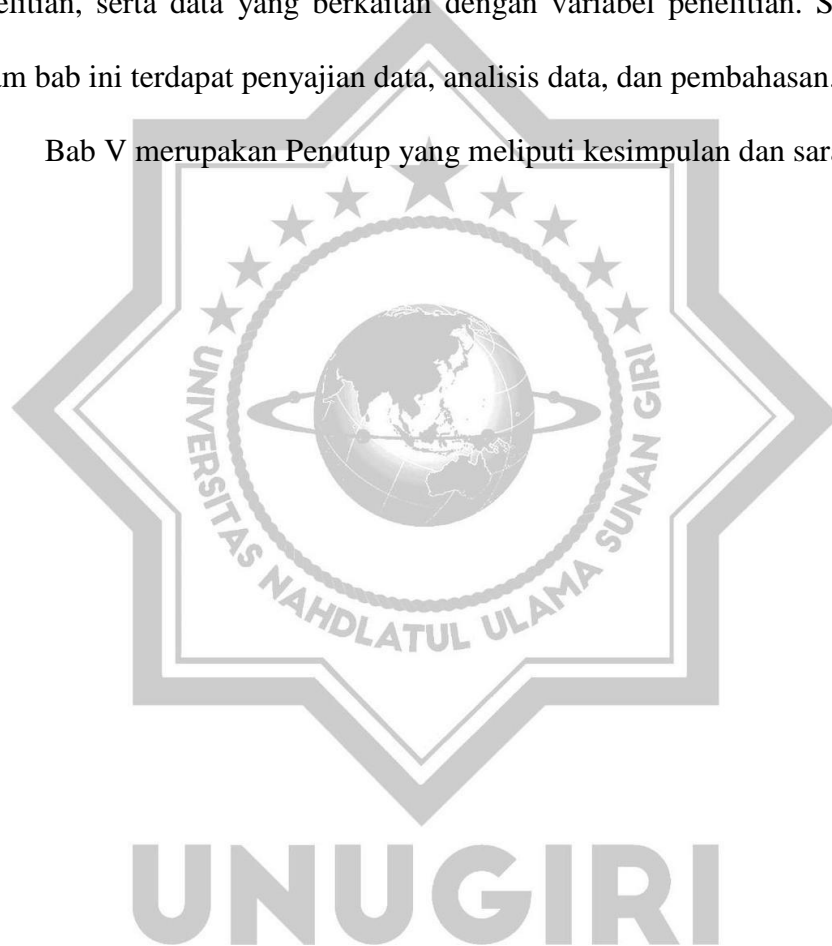 elitian, serta data yang berkaitan dengan variabel penelitian. S
m bab ini terdapat penyajian data, analisis data, dan pembahasan.
Bab V merupakan Penutup yang meliputi kesimpulan dan sara
UNIVERSITAS NAHDLATUL ULAMA SUNAN GIRI
UNUGIRI